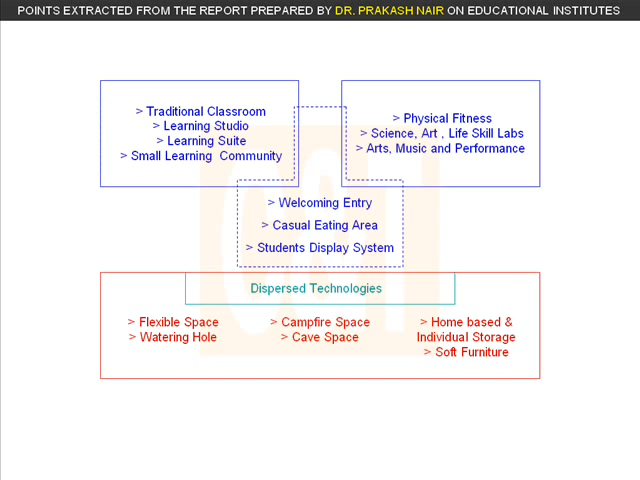 POINTS EXTRACTED FROM THE REPORT PREPARED BY DR. PRAKASH NAIR ON EDUCATIONAL INSTITUTES
> Traditional Classroom
> Learning Studio
> Learning Suite
> Small Learning Community
> Physical Fitness
> Science, Art , Life Skill Labs
> Arts, Music and Performance
> Welcoming Entry
> Casual Eating Area
> Students Display System
Dispersed Technologies
> Flexible Space
> Watering Hole
> Campfire Space
> Cave Space
> Home based &
Individual Storage
> Soft Furniture